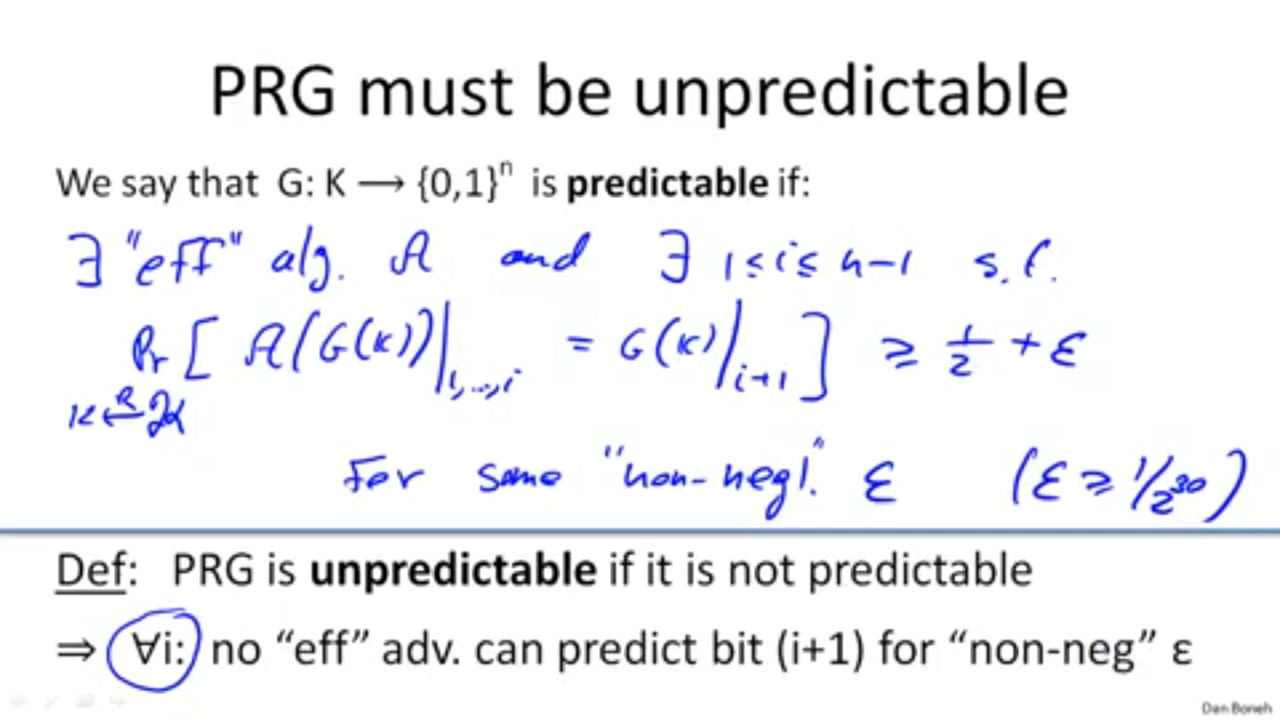 PRG must be unpredictable
We say that G: K ⟶ {0,1}ⁿ is predictable if:
∃ "eff" alg. A and ∃ 1≤i≤n-1 s.t.
Pr[ A(G(k))|₁,...,ᵢ = G(k)|ᵢ₊₁ ] ≥ 1/2 + ε
k ←ᴿ K
For some "non-negl." ε (ε ≥ 1/2³⁰)
Def: PRG is unpredictable if it is not predictable
⇒ ∀i: no “eff” adv. can predict bit (i+1) for “non-neg” ε
Dan Boneh